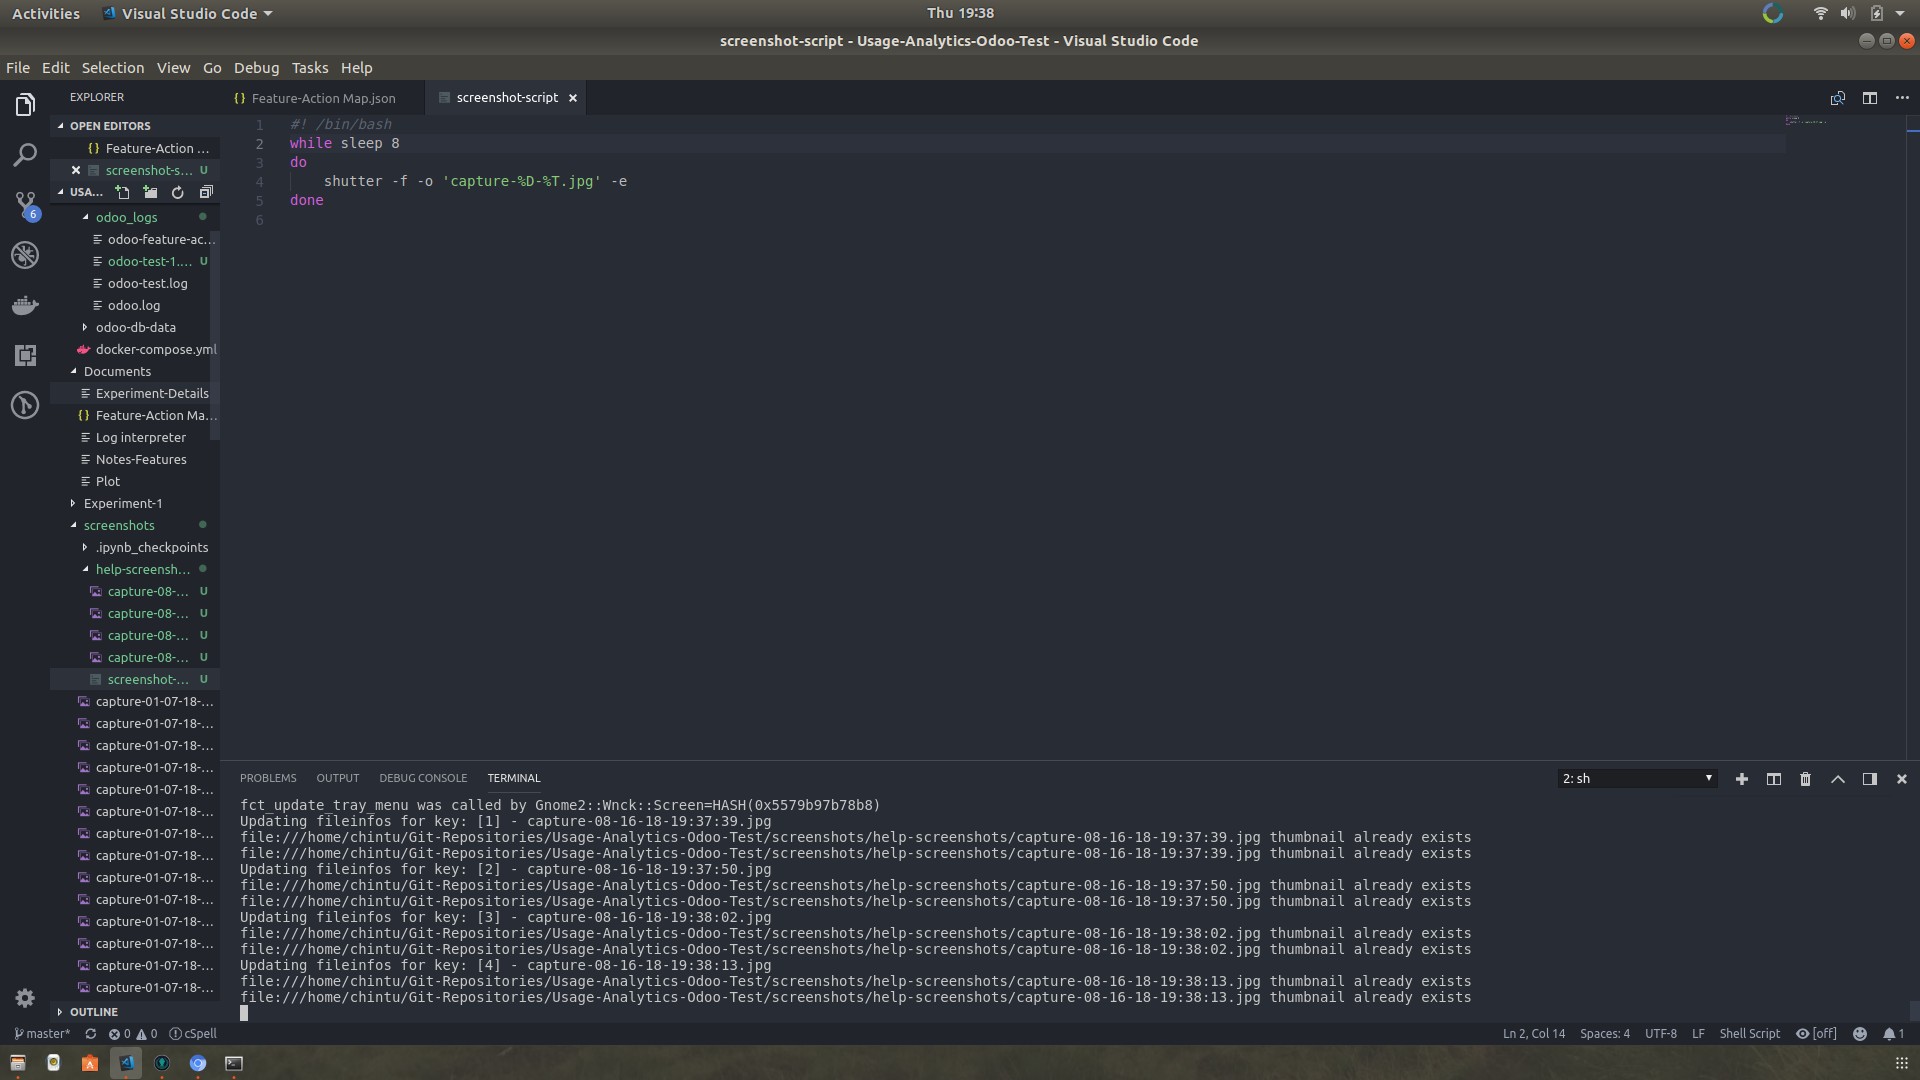 Activities
Visual Studio Code
Thu 19:38
screenshot-script - Usage-Analytics-Odoo-Test - Visual Studio Code
File Edit Selection View Go Debug Tasks Help
EXPLORER
{} Feature-Action Map.json
screenshot-script ×
OPEN EDITORS
{} Feature-Action ...
screenshot-s... U
USA...
odoo_logs
odoo-feature-ac...
odoo-test-1.... U
odoo-test.log
odoo.log
odoo-db-data
docker-compose.yml
Documents
Experiment-Details
{} Feature-Action Ma...
Log interpreter
Notes-Features
Plot
Experiment-1
screenshots
.ipynb_checkpoints
help-screensh...
capture-08-... U
capture-08-... U
capture-08-... U
capture-08-... U
screenshot-... U
capture-01-07-18-...
capture-01-07-18-...
capture-01-07-18-...
capture-01-07-18-...
capture-01-07-18-...
capture-01-07-18-...
capture-01-07-18-...
capture-01-07-18-...
capture-01-07-18-...
capture-01-07-18-...
capture-01-07-18-...
capture-01-07-18-...
capture-01-07-18-...
capture-01-07-18-...
OUTLINE
6
1 #! /bin/bash
2 while sleep 8
3 do
4 shutter -f -o 'capture-%D-%T.jpg' -e
5 done
6
PROBLEMS OUTPUT DEBUG CONSOLE TERMINAL
2: sh
fct_update_tray_menu was called by Gnome2::Wnck::Screen=HASH(0x5579b97b78b8)
Updating fileinfos for key: [1] - capture-08-16-18-19:37:39.jpg
file:///home/chintu/Git-Repositories/Usage-Analytics-Odoo-Test/screenshots/help-screenshots/capture-08-16-18-19:37:39.jpg thumbnail already exists
file:///home/chintu/Git-Repositories/Usage-Analytics-Odoo-Test/screenshots/help-screenshots/capture-08-16-18-19:37:39.jpg thumbnail already exists
Updating fileinfos for key: [2] - capture-08-16-18-19:37:50.jpg
file:///home/chintu/Git-Repositories/Usage-Analytics-Odoo-Test/screenshots/help-screenshots/capture-08-16-18-19:37:50.jpg thumbnail already exists
file:///home/chintu/Git-Repositories/Usage-Analytics-Odoo-Test/screenshots/help-screenshots/capture-08-16-18-19:37:50.jpg thumbnail already exists
Updating fileinfos for key: [3] - capture-08-16-18-19:38:02.jpg
file:///home/chintu/Git-Repositories/Usage-Analytics-Odoo-Test/screenshots/help-screenshots/capture-08-16-18-19:38:02.jpg thumbnail already exists
file:///home/chintu/Git-Repositories/Usage-Analytics-Odoo-Test/screenshots/help-screenshots/capture-08-16-18-19:38:02.jpg thumbnail already exists
Updating fileinfos for key: [4] - capture-08-16-18-19:38:13.jpg
file:///home/chintu/Git-Repositories/Usage-Analytics-Odoo-Test/screenshots/help-screenshots/capture-08-16-18-19:38:13.jpg thumbnail already exists
file:///home/chintu/Git-Repositories/Usage-Analytics-Odoo-Test/screenshots/help-screenshots/capture-08-16-18-19:38:13.jpg thumbnail already exists
master* 0 0 cSpell
Ln 2, Col 14 Spaces: 4 UTF-8 LF Shell Script [off] 1